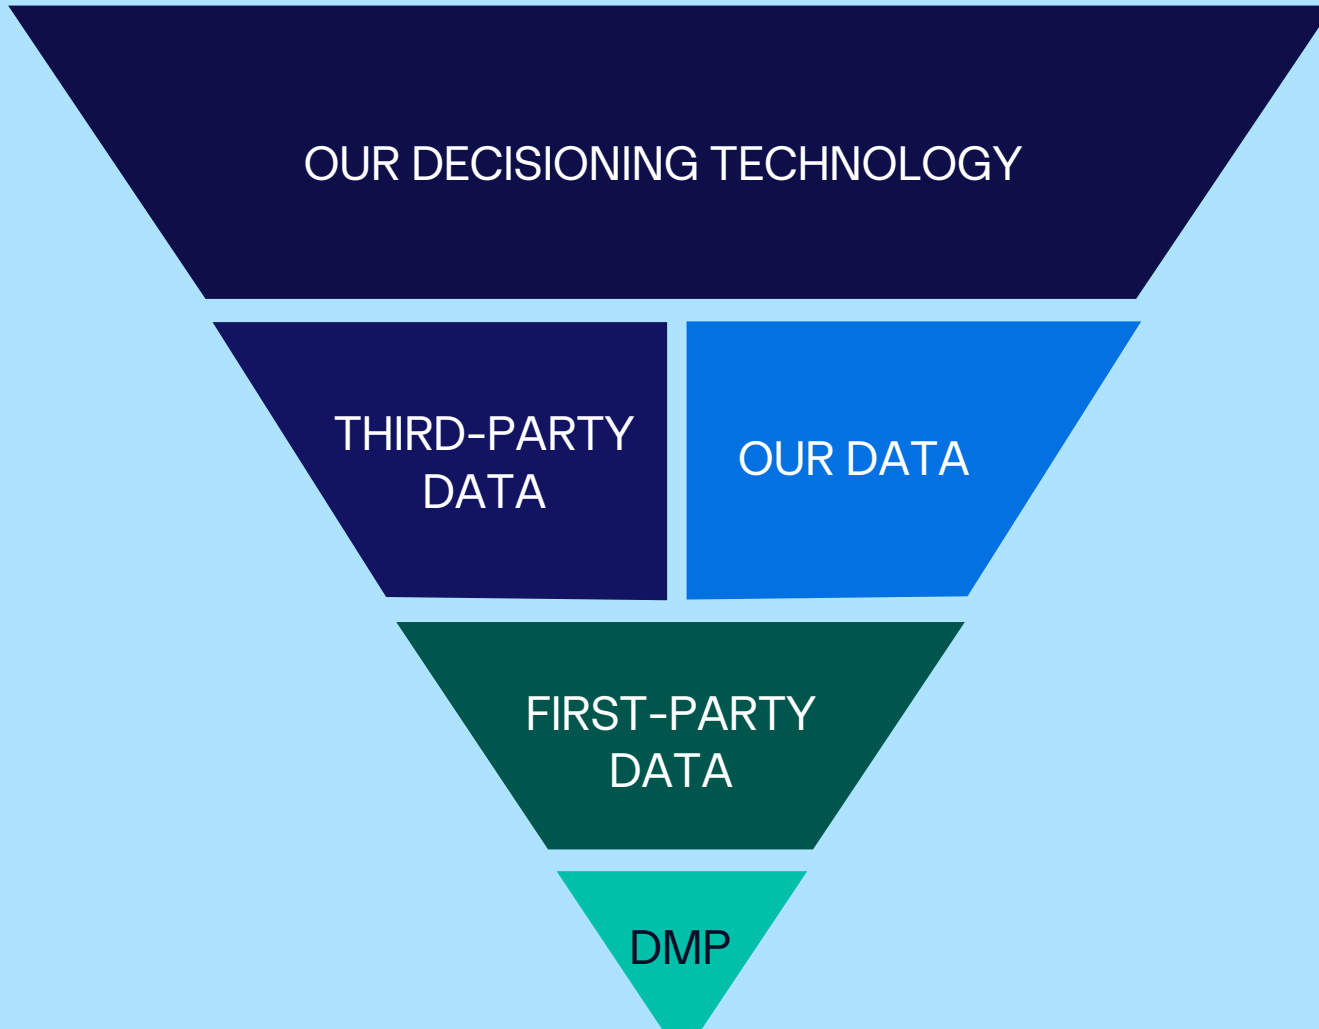 OUR DECISIONING TECHNOLOGY
THIRD-PARTY
DATA
OUR DATA
FIRST-PARTY
DATA
DMP